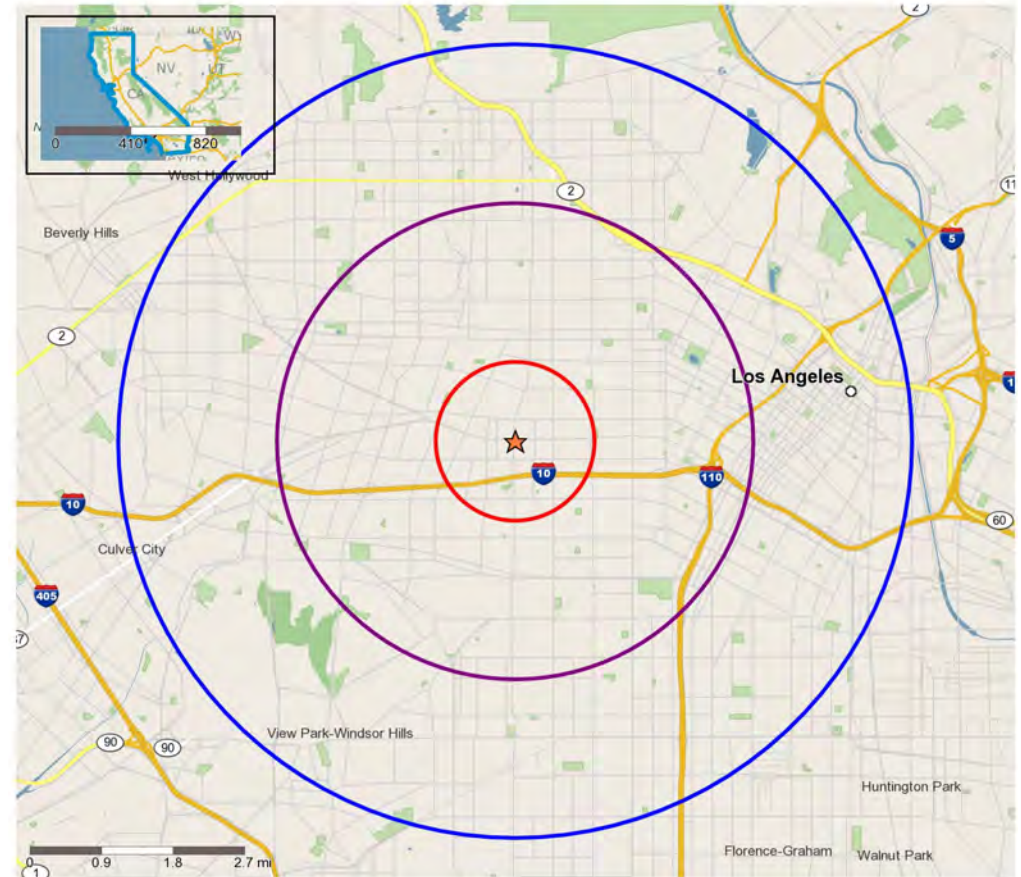 2
NV
UT
CA
0
410
820
West Hollywood
2
11
Beverly Hills
5
2
Los Angeles
10
110
10
60
Culver City
405
90
90
View Park-Windsor Hills
Huntington Park
0 0.9 1.8 2.7 mi
Florence-Graham
Walnut Park
1